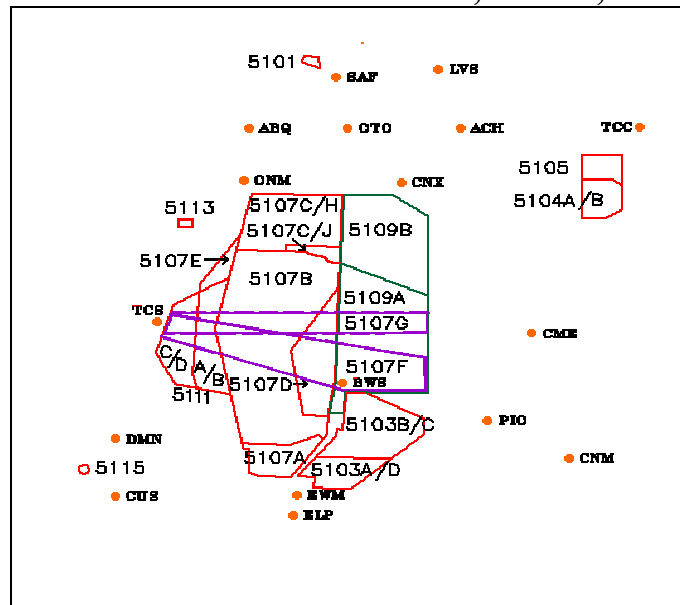 5101
SAF
LVS
ABQ
OTO
ACH
TCC
ONM
CNX
5105
5104A/B
5107C/H
5113
5107C/J
5109B
5107E
5107B
5109A
TCS
5107G
CME
C/D
A/B
5107F
5107D
BWS
5111
5103B/C
PIO
DMN
5107A
5103A/D
CNM
5115
CUS
EWM
ELP